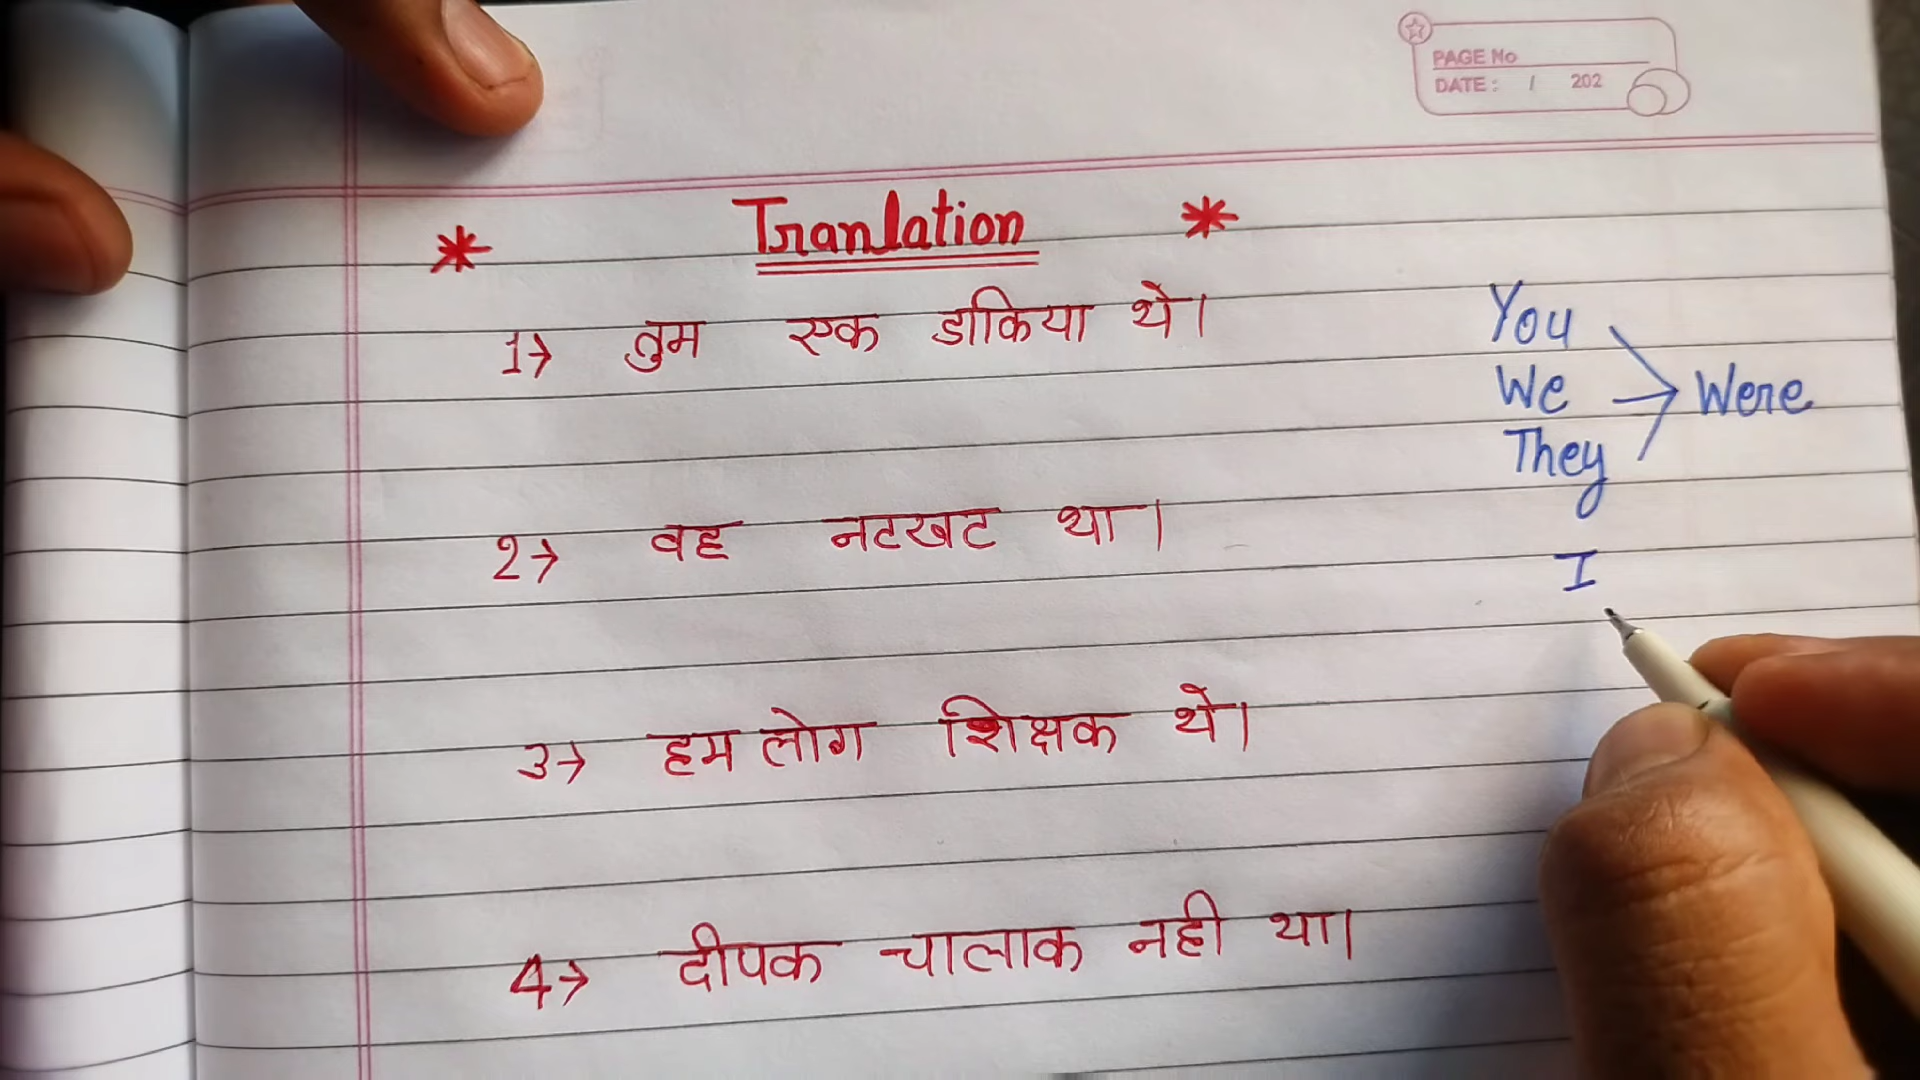 PAGE No
DATE : / 202
* Tranlation *
1→ तुम एक डाकिया थे।
2→ वह नटखट था।
3→ हम लोग शिक्षक थे।
4→ दीपक चालाक नही था।
You
We → Were
They
I